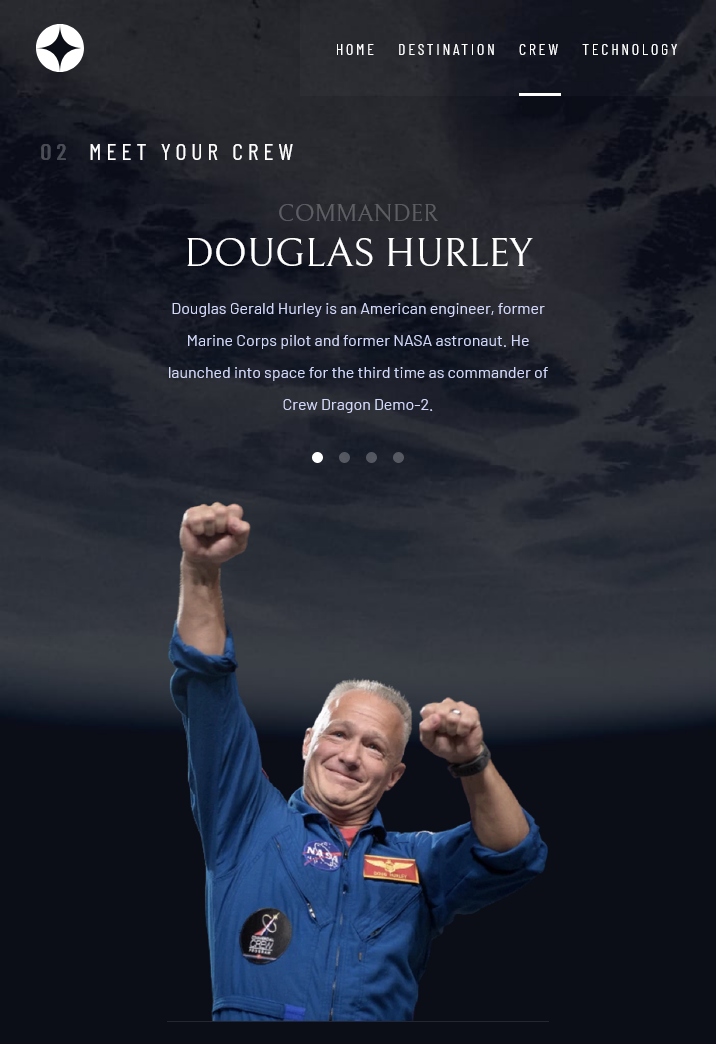 HOME DESTINATION CREW TECHNOLOGY
02 MEET YOUR CREW
COMMANDER
DOUGLAS HURLEY
Douglas Gerald Hurley is an American engineer, former
Marine Corps pilot and former NASA astronaut. He
launched into space for the third time as commander of
Crew Dragon Demo-2.
NASA
CREW